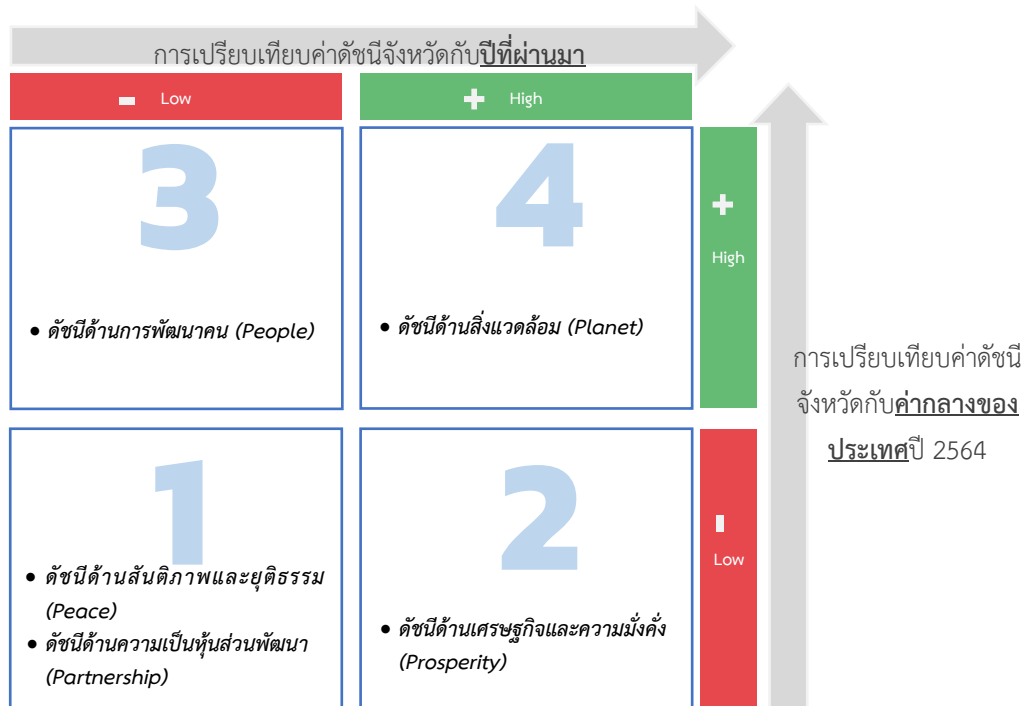 การเปรียบเทียบค่าดัชนีจังหวัดกับปีที่ผ่านมา
- Low
+ High
3
• ดัชนีด้านการพัฒนาคน (People)
4
• ดัชนีด้านสิ่งแวดล้อม (Planet)
+
High
การเปรียบเทียบค่าดัชนี
จังหวัดกับค่ากลางของ
ประเทศปี 2564
1
• ดัชนีด้านสันติภาพและยุติธรรม
(Peace)
• ดัชนีด้านความเป็นหุ้นส่วนพัฒนา
(Partnership)
2
• ดัชนีด้านเศรษฐกิจและความมั่งคั่ง
(Prosperity)
-
Low